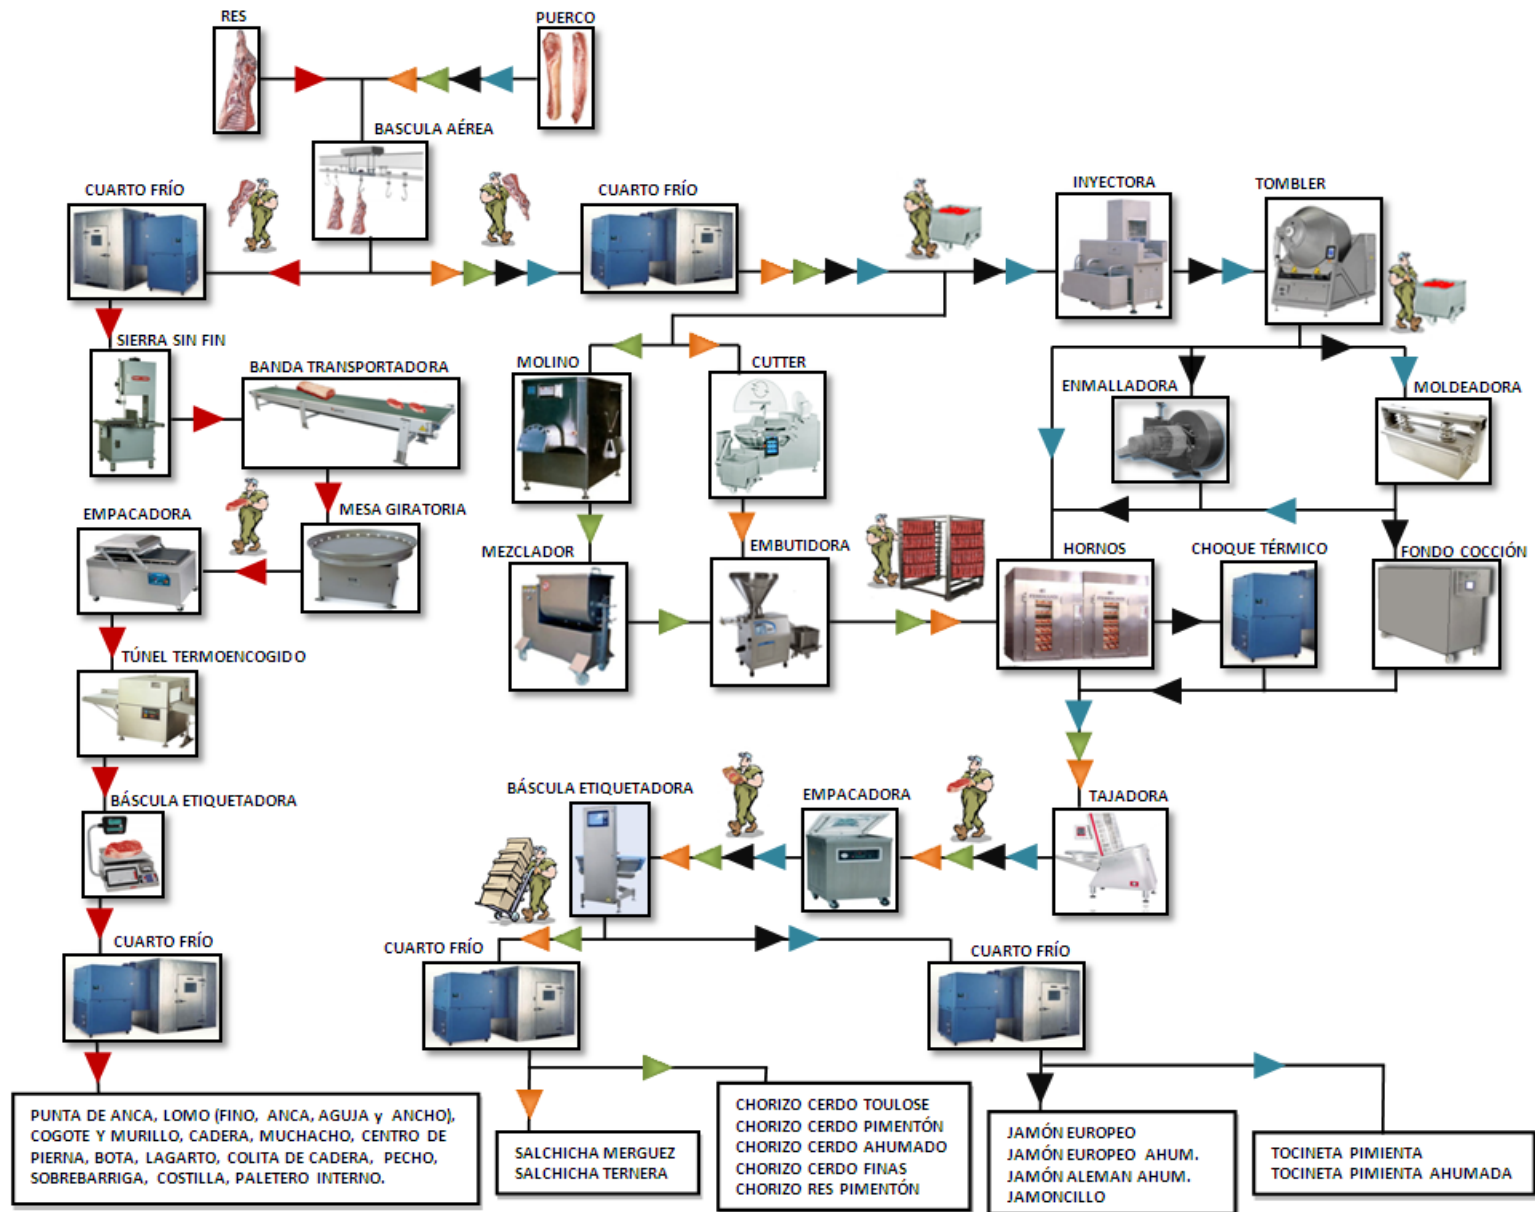 RES
PUERCO
BASCULA AÉREA
CUARTO FRÍO
CUARTO FRÍO
INYECTORA
TOMBLER
SIERRA SIN FIN
BANDA TRANSPORTADORA
MOLINO
CUTTER
ENMALLADORA
MOLDEADORA
EMPACADORA
MESA GIRATORIA
MEZCLADOR
EMBUTIDORA
HORNOS
CHOQUE TÉRMICO
FONDO COCCIÓN
TÚNEL TERMOENCOGIDO
BÁSCULA ETIQUETADORA
BÁSCULA ETIQUETADORA
EMPACADORA
TAJADORA
CUARTO FRÍO
CUARTO FRÍO
CUARTO FRÍO
PUNTA DE ANCA, LOMO (FINO, ANCA, AGUJA y ANCHO),
COGOTE Y MURILLO, CADERA, MUCHACHO, CENTRO DE
PIERNA, BOTA, LAGARTO, COLITA DE CADERA, PECHO,
SOBREBARRIGA, COSTILLA, PALETERO INTERNO.
SALCHICHA MERGUEZ
SALCHICHA TERNERA
CHORIZO CERDO TOULOSE
CHORIZO CERDO PIMENTÓN
CHORIZO CERDO AHUMADO
CHORIZO CERDO FINAS
CHORIZO RES PIMENTÓN
JAMÓN EUROPEO
JAMÓN EUROPEO AHUM.
JAMÓN ALEMAN AHUM.
JAMONCILLO
TOCINETA PIMIENTA
TOCINETA PIMIENTA AHUMADA